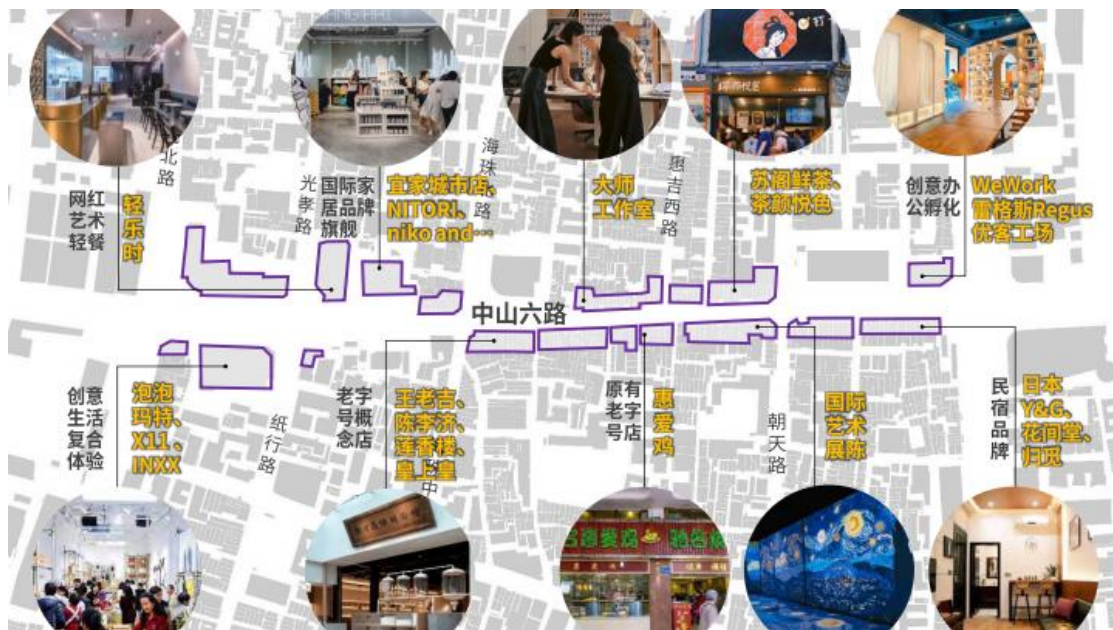 北路
海珠
路
光孝路
惠吉西路
网红
艺术
轻餐
轻乐时
国际家
居品牌
旗舰
宜家城市店、
NITORI、
niko and…
大师
工作室
苏阁鲜茶、
茶颜悦色
创意办
公孵化
WeWork
雷格斯Regus
优客工场
中山六路
创意
生活
复合
体验
泡泡
玛特、
X11、
INXX
纸行路
老字
号概
念店
王老吉、
陈李济、
莲香楼、
皇上皇
中
原有
老字
号店
惠爱鸡
国际
艺术
展陈
朝天路
民宿品牌
日本
Y&G、
花间堂、
归觅